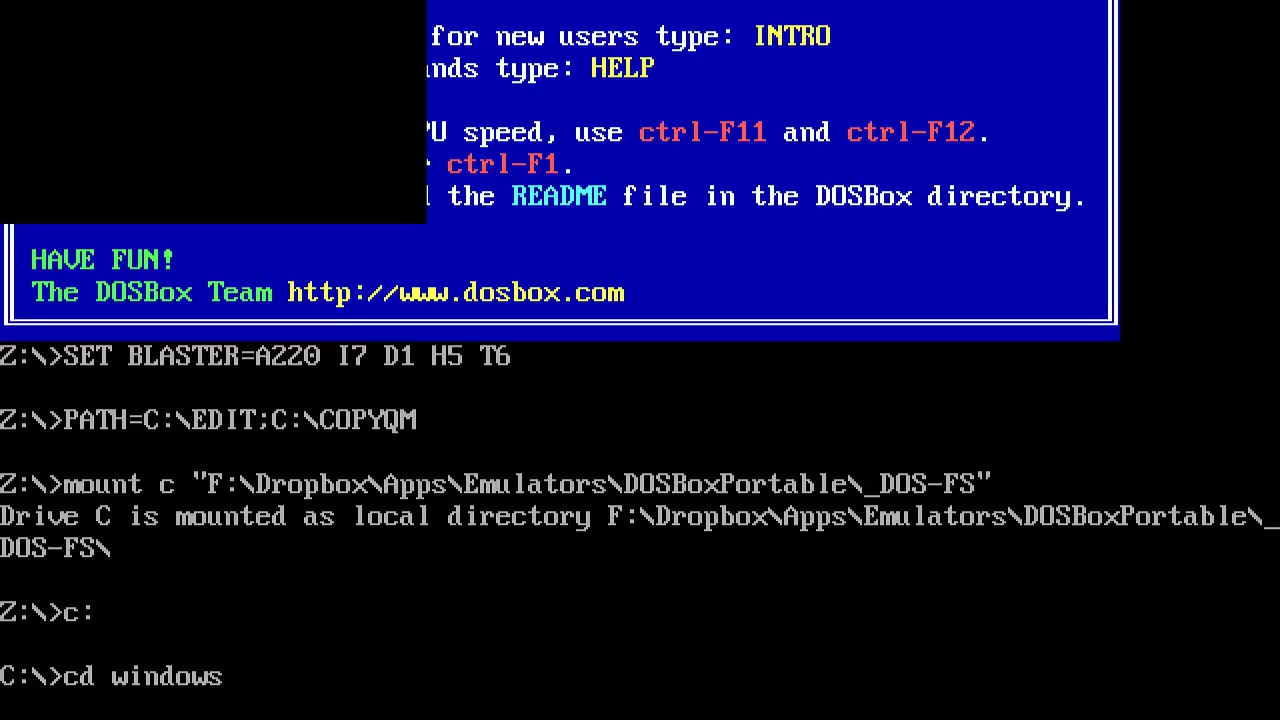 for new users type: INTRO
nds type: HELP
PU speed, use ctrl-F11 and ctrl-F12.
ctrl-F1.
the README file in the DOSBox directory.
HAVE FUN!
The DOSBox Team http://www.dosbox.com
Z:\>SET BLASTER=A220 I7 D1 H5 T6
Z:\>PATH=C:\EDIT;C:\COPYQM
Z:\>mount c "F:\Dropbox\Apps\Emulators\DOSBoxPortable\_DOS-FS"
Drive C is mounted as local directory F:\Dropbox\Apps\Emulators\DOSBoxPortable\_
DOS-FS\
Z:\>c:
C:\>cd windows